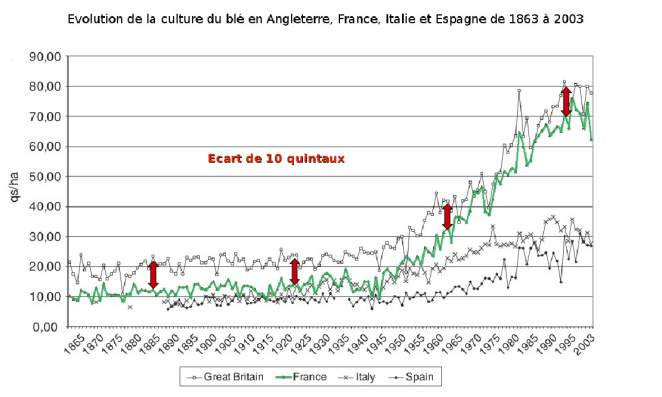 Evolution de la culture du blé en Angleterre, France, Italie et Espagne de 1863 à 2003
90,00
80,00
70,00
60,00
50,00
40,00
30,00
20,00
10,00
0,00
qs/ha
Ecart de 10 quintaux
1865 1870 1875 1880 1885 1890 1895 1900 1905 1910 1915 1920 1925 1930 1935 1940 1945 1950 1955 1960 1965 1970 1975 1980 1985 1990 1995 2003
Great Britain France Italy Spain